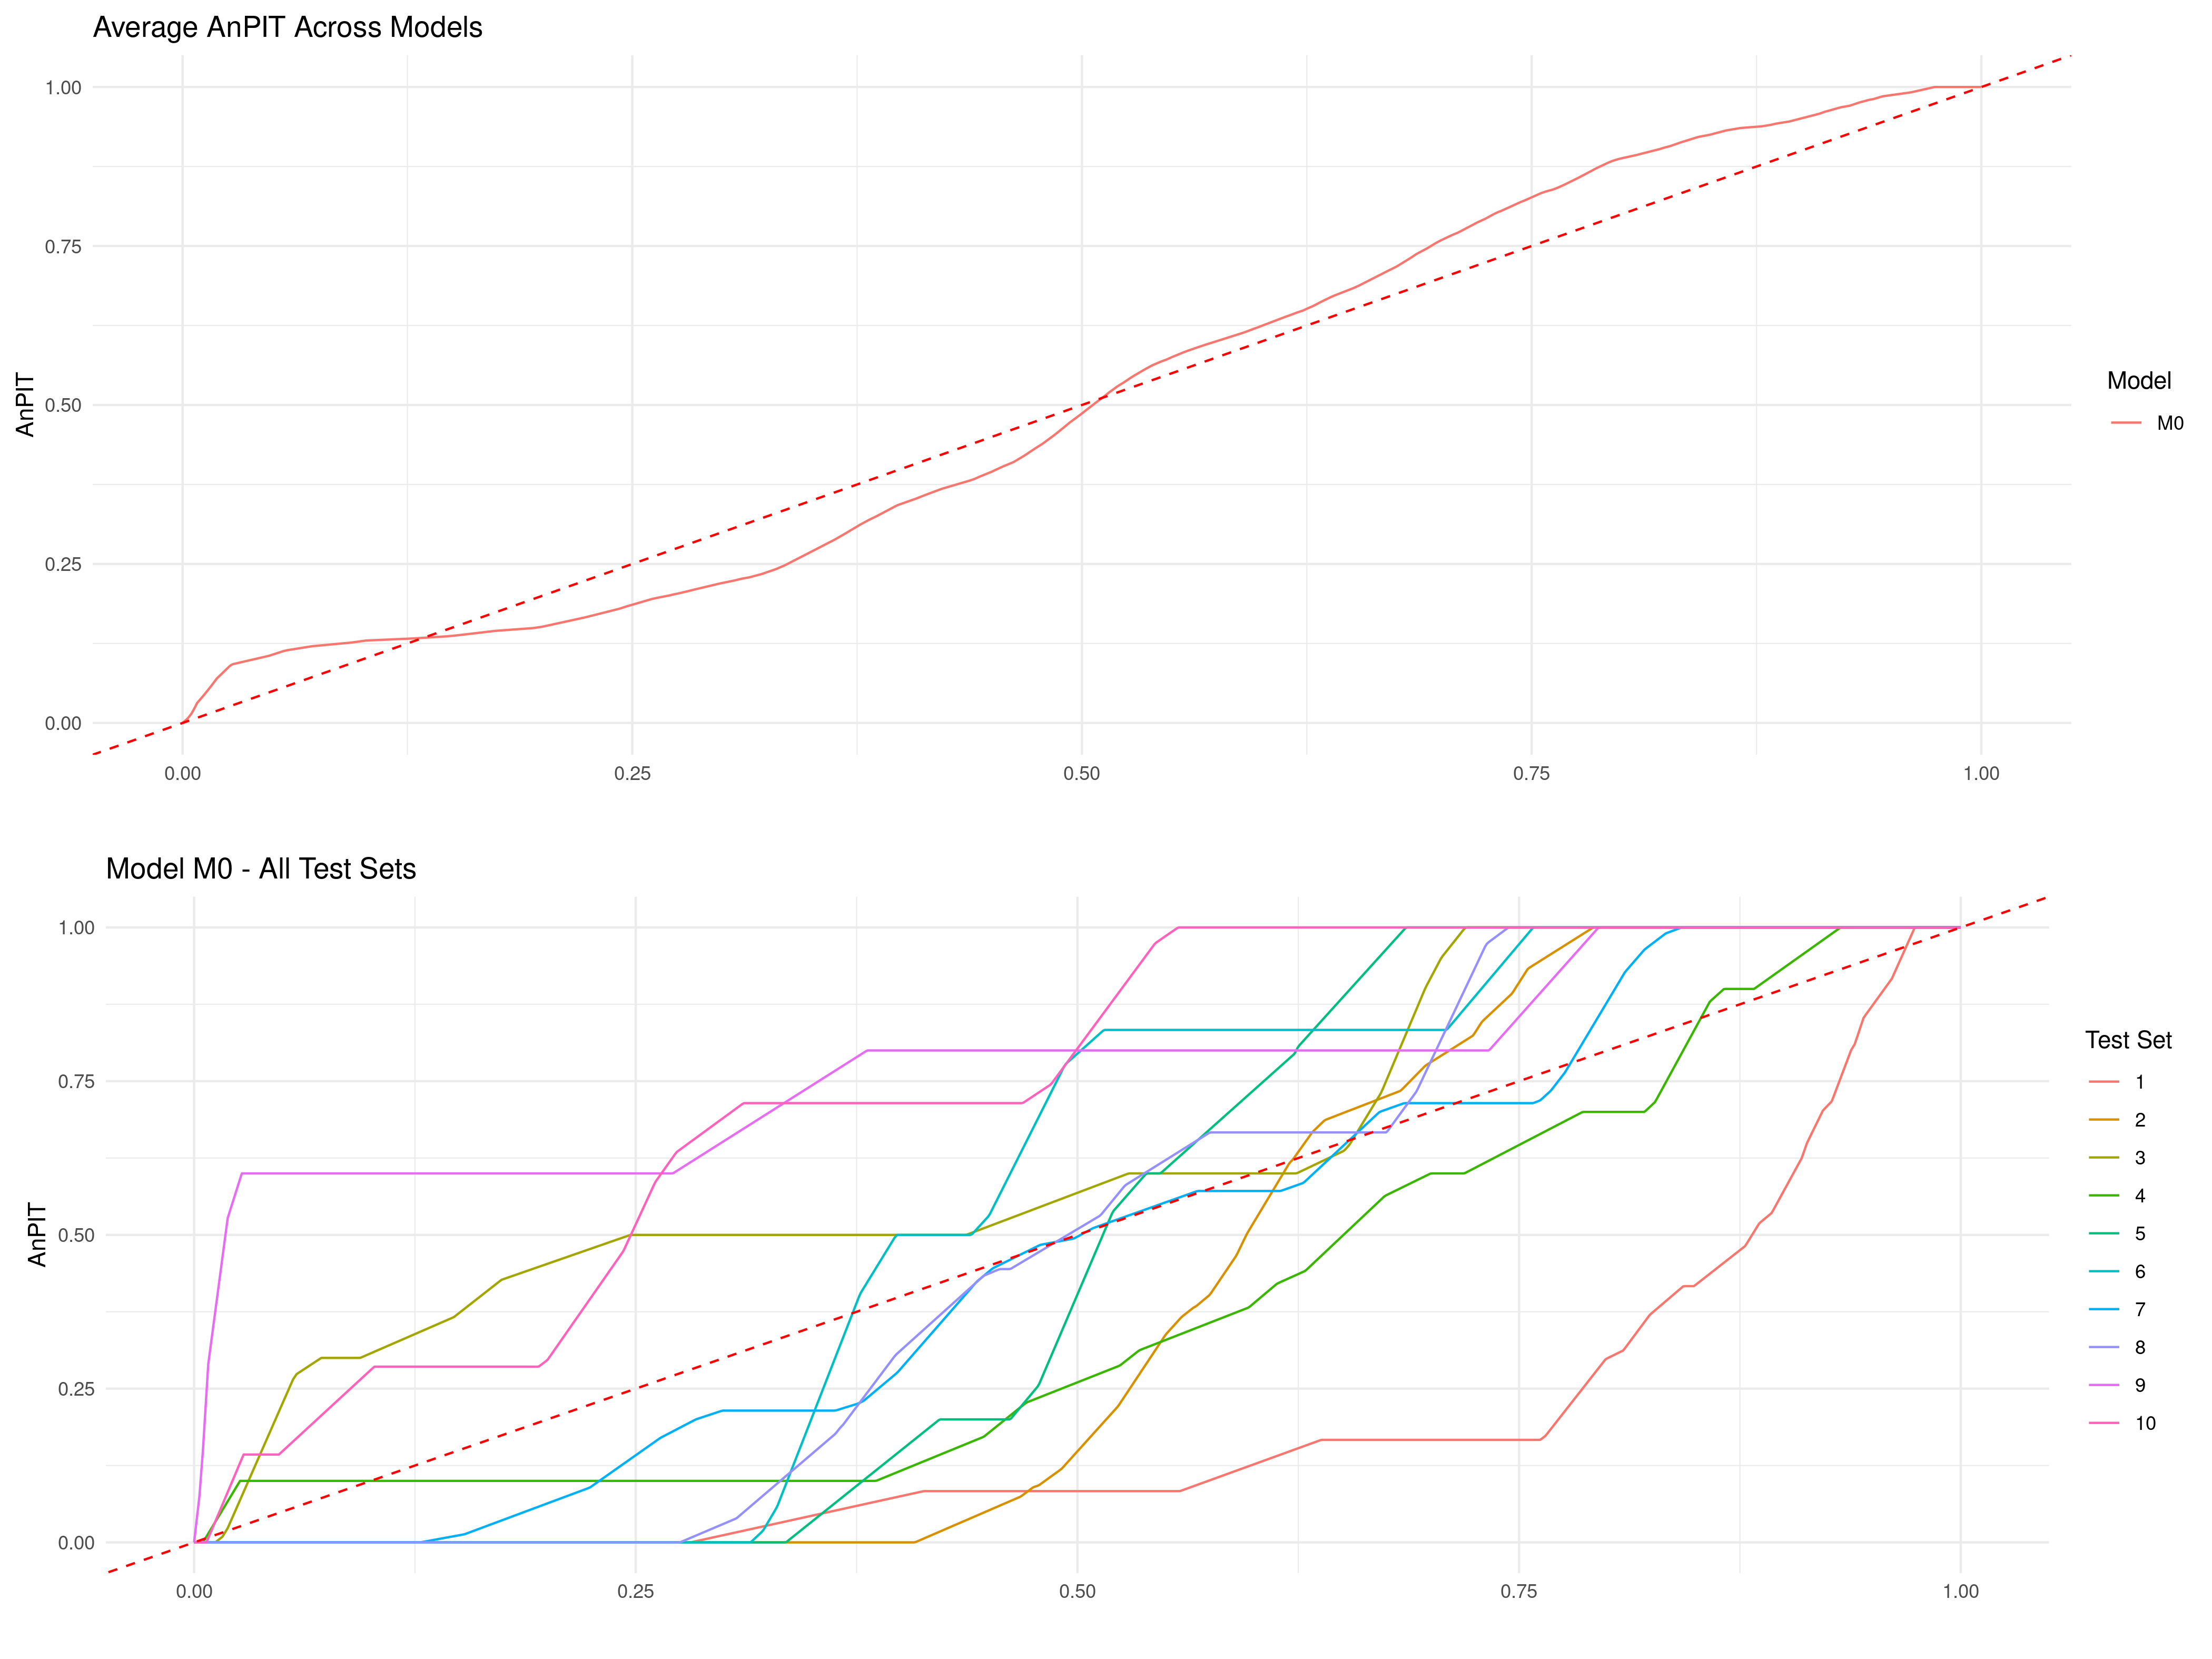 Average AnPIT Across Models
1.00
0.75
0.50
0.25
0.00
AnPIT
0.00 0.25 0.50 0.75 1.00
Model
M0
Model M0 - All Test Sets
1.00
0.75
0.50
0.25
0.00
AnPIT
0.00 0.25 0.50 0.75 1.00
Test Set
1
2
3
4
5
6
7
8
9
10